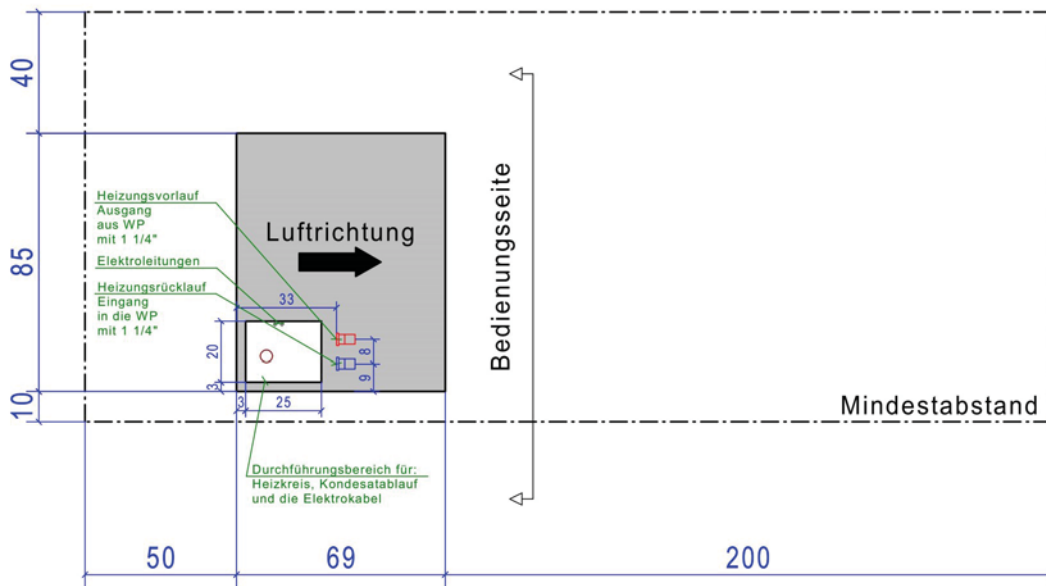 40
Heizungsvorlauf
Ausgang
aus WP
mit 1 1/4"
Luftrichtung
Elektroleitungen
85
Heizungsrücklauf
Eingang
in die WP
mit 1 1/4"
33
Bedienungsseite
20
8
9
3
3
25
10
Mindestabstand
Durchführungsbereich für:
Heizkreis, Kondesatablauf
und die Elektrokabel
50
69
200